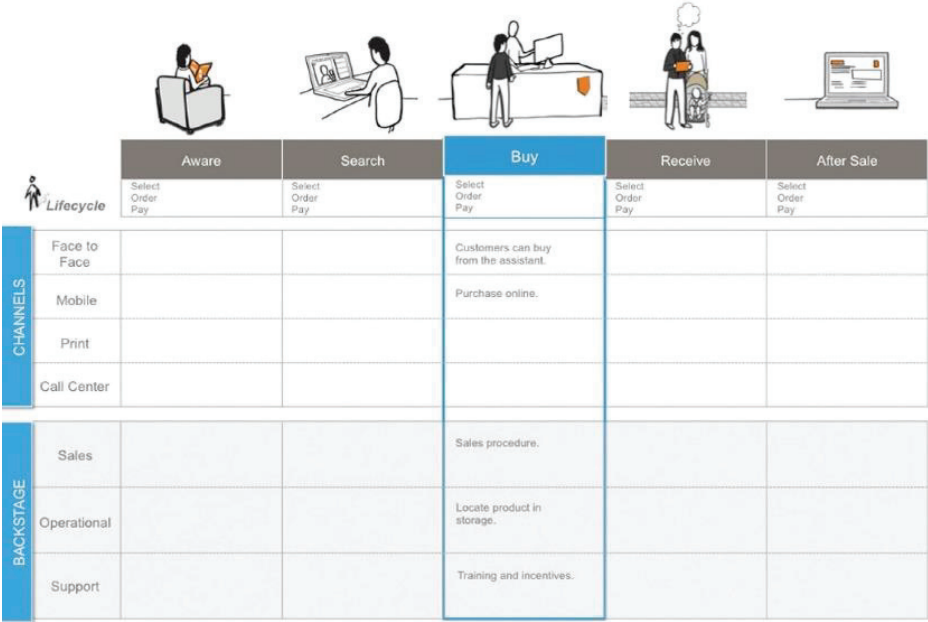 Aware
Search
Buy
Receive
After Sale
Lifecycle
Select
Order
Pay
Select
Order
Pay
Select
Order
Pay
Select
Order
Pay
Select
Order
Pay
CHANNELS
Face to
Face
Customers can buy
from the assistant.
Mobile
Purchase online.
Print
Call Center
BACKSTAGE
Sales
Sales procedure.
Operational
Locate product in
storage.
Support
Training and incentives.